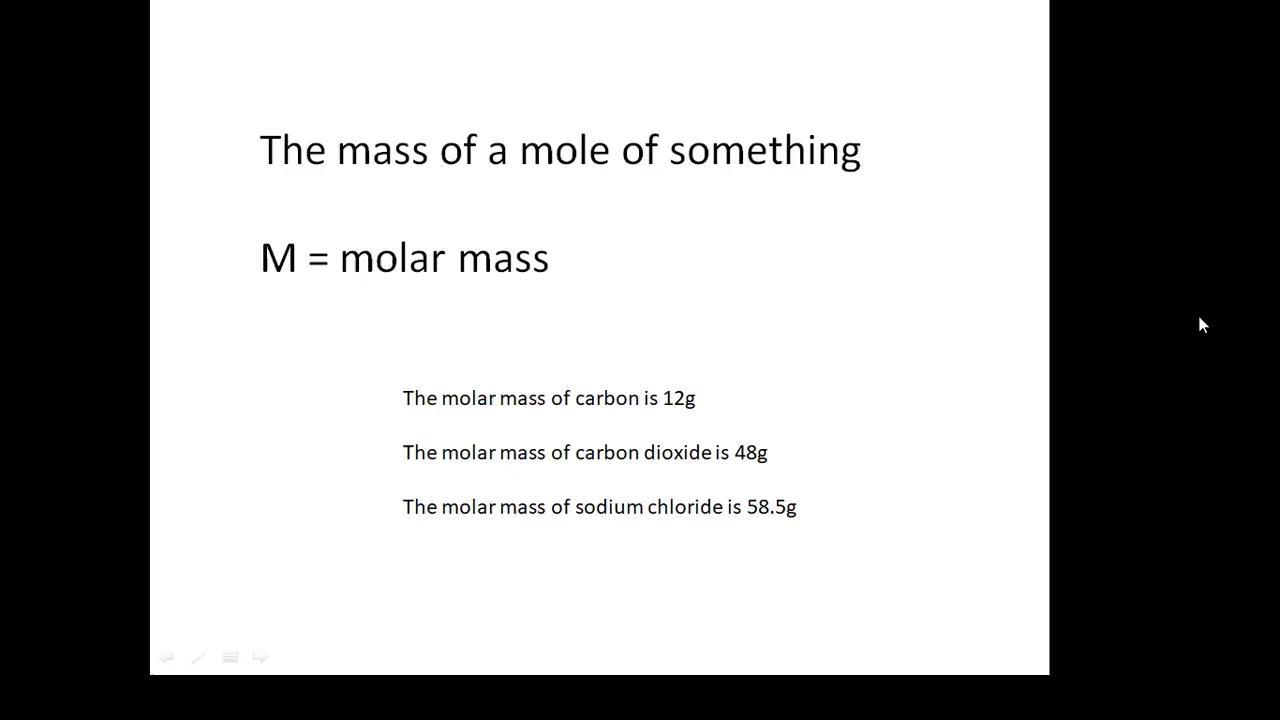 The mass of a mole of something
M = molar mass
The molar mass of carbon is 12g
The molar mass of carbon dioxide is 48g
The molar mass of sodium chloride is 58.5g